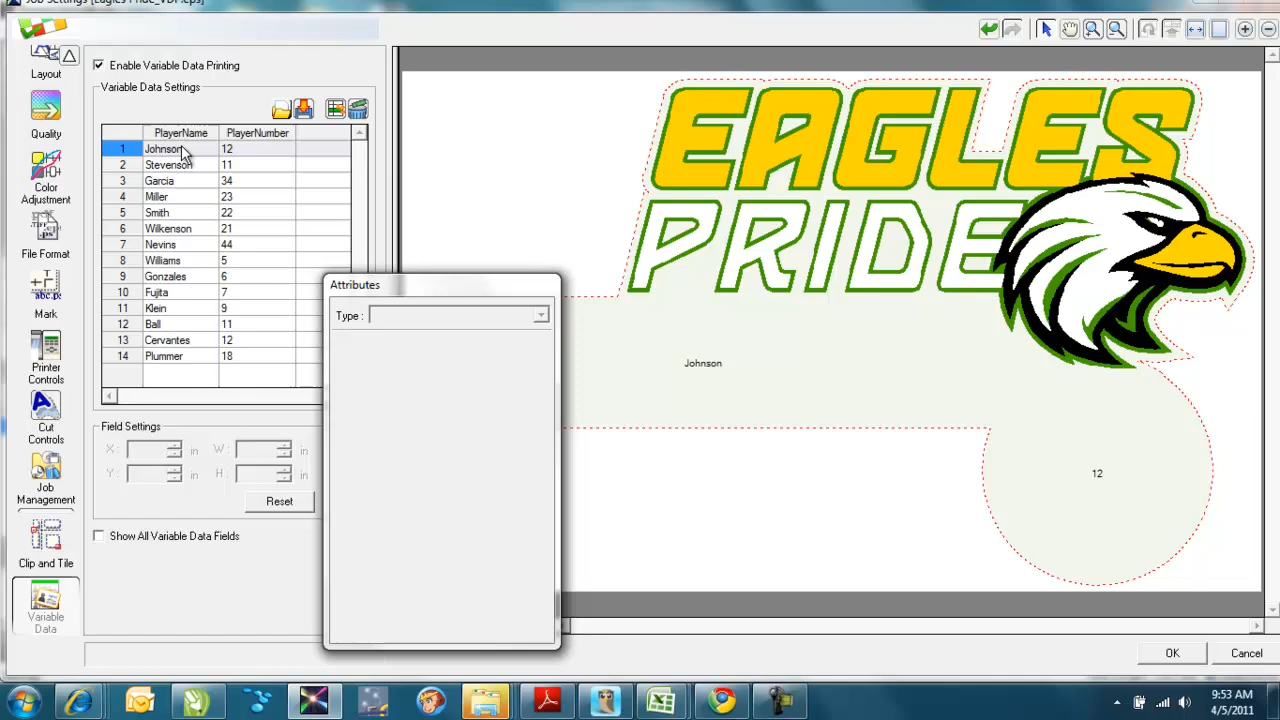 Job Settings [Eagles Pride_VDP.eps]
Layout
Quality
Color
Adjustment
File Format
abc.ps
Mark
Printer
Controls
Cut
Controls
Job
Management
Clip and Tile
Variable
Data
Enable Variable Data Printing
Variable Data Settings
PlayerName PlayerNumber
1 Johnson 12
2 Stevenson 11
3 Garcia 34
4 Miller 23
5 Smith 22
6 Wilkenson 21
7 Nevins 44
8 Williams 5
9 Gonzales 6
10 Fujita 7
11 Klein 9
12 Ball 11
13 Cervantes 12
14 Plummer 18
Field Settings
X: in W: in
Y: in H: in
Reset
Show All Variable Data Fields
Attributes
Type :
EAGLES
PRIDE
Johnson
12
OK Cancel
9:53 AM
4/5/2011